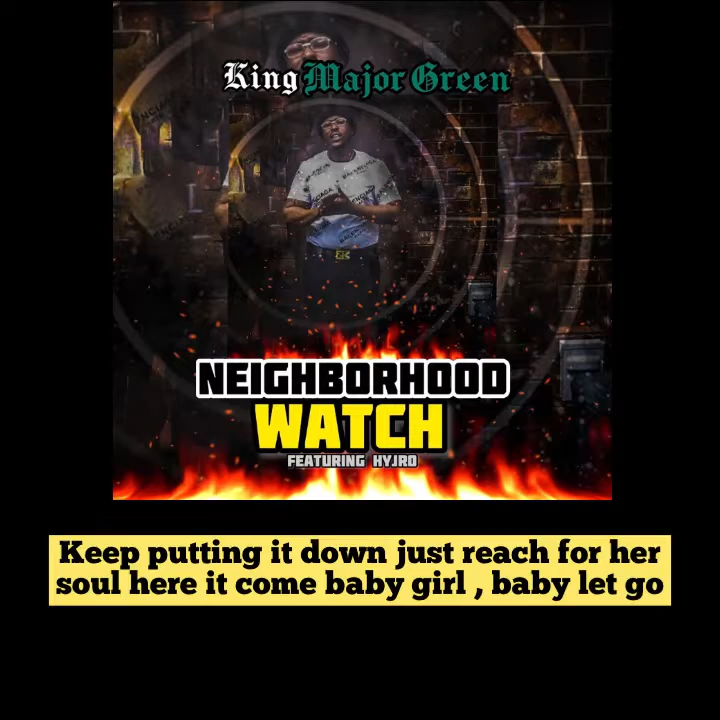 King Major Green
NEIGHBORHOOD
WATCH
FEATURING HYJRO
Keep putting it down just reach for her
soul here it come baby girl , baby let go